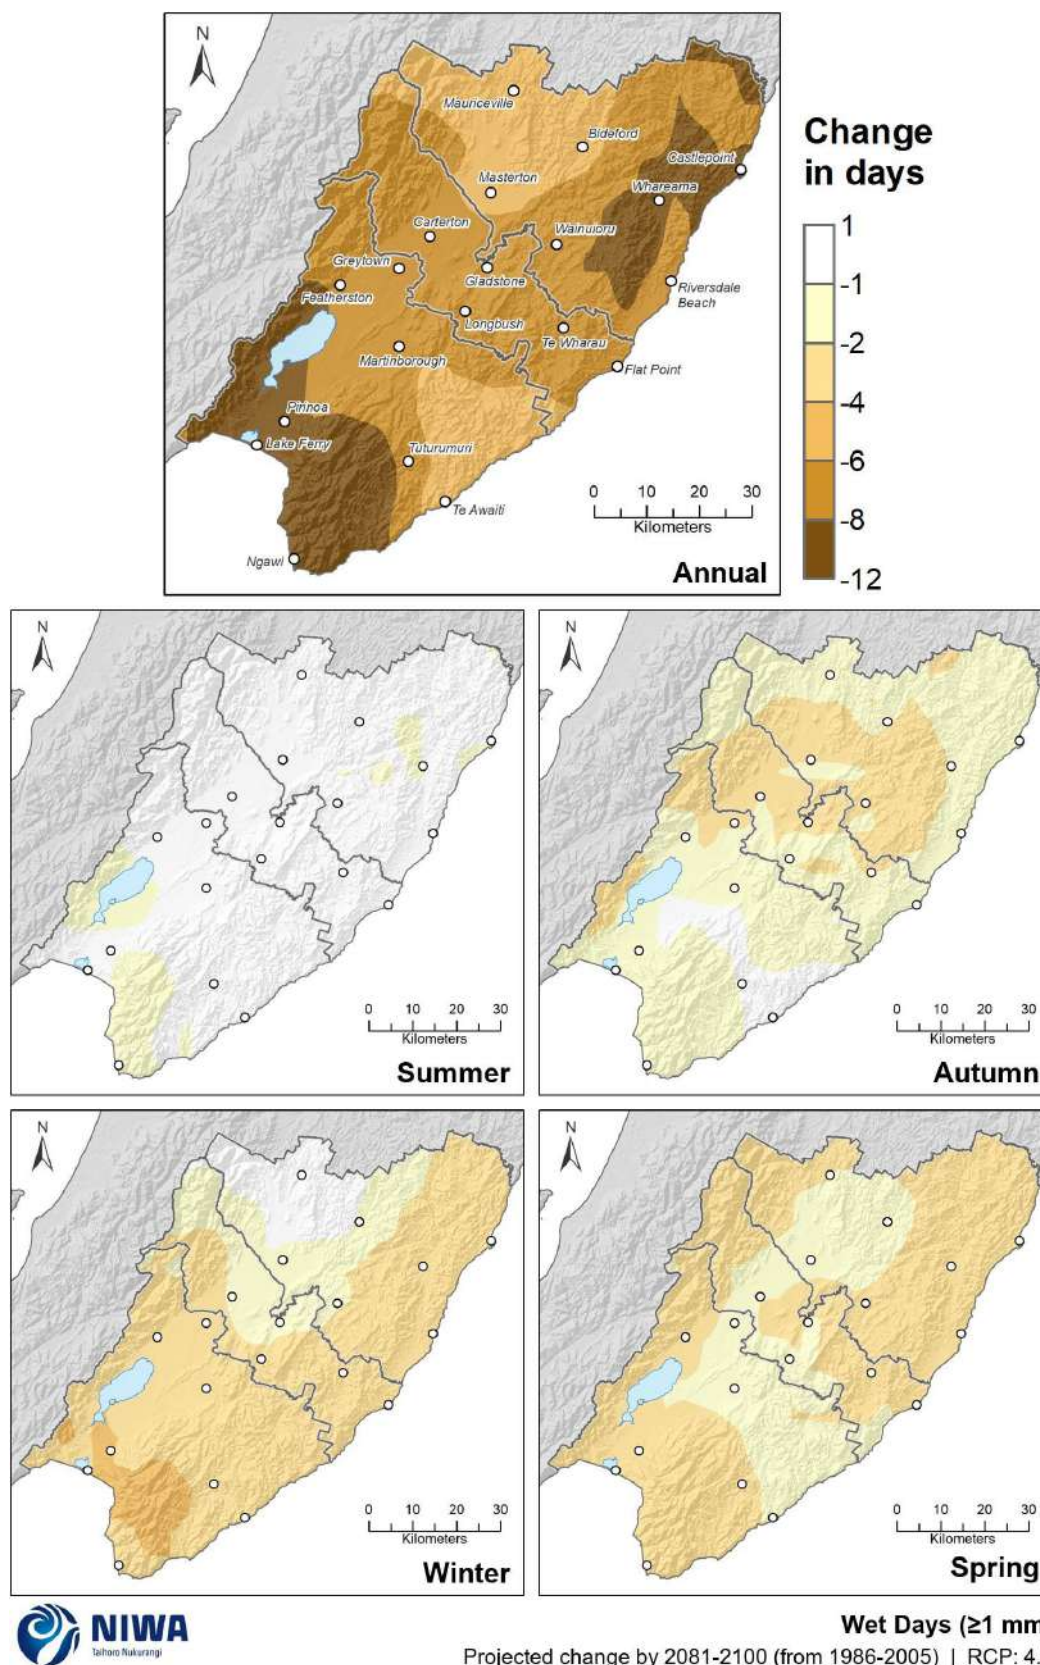 N
Mauriceville
Bideford
Castlepoint
Masterton
Whareama
Carterton
Wainuioru
Greytown
Gladstone
Featherston
Riversdale
Beach
Longbush
Te Wharau
Martinborough
Flat Point
Pirinoa
Lake Ferry
Tuturumuri
Te Awaiti
Ngawi
0 10 20 30
Kilometers
Annual
Change
in days
1
-1
-2
-4
-6
-8
-12
N
0 10 20 30
Kilometers
Summer
N
0 10 20 30
Kilometers
Autumn
N
0 10 20 30
Kilometers
Winter
N
0 10 20 30
Kilometers
Spring
NIWA
Taihoro Nukurangi
Wet Days (≥1 mm
Projected change by 2081-2100 (from 1986-2005) | RCP: 4.